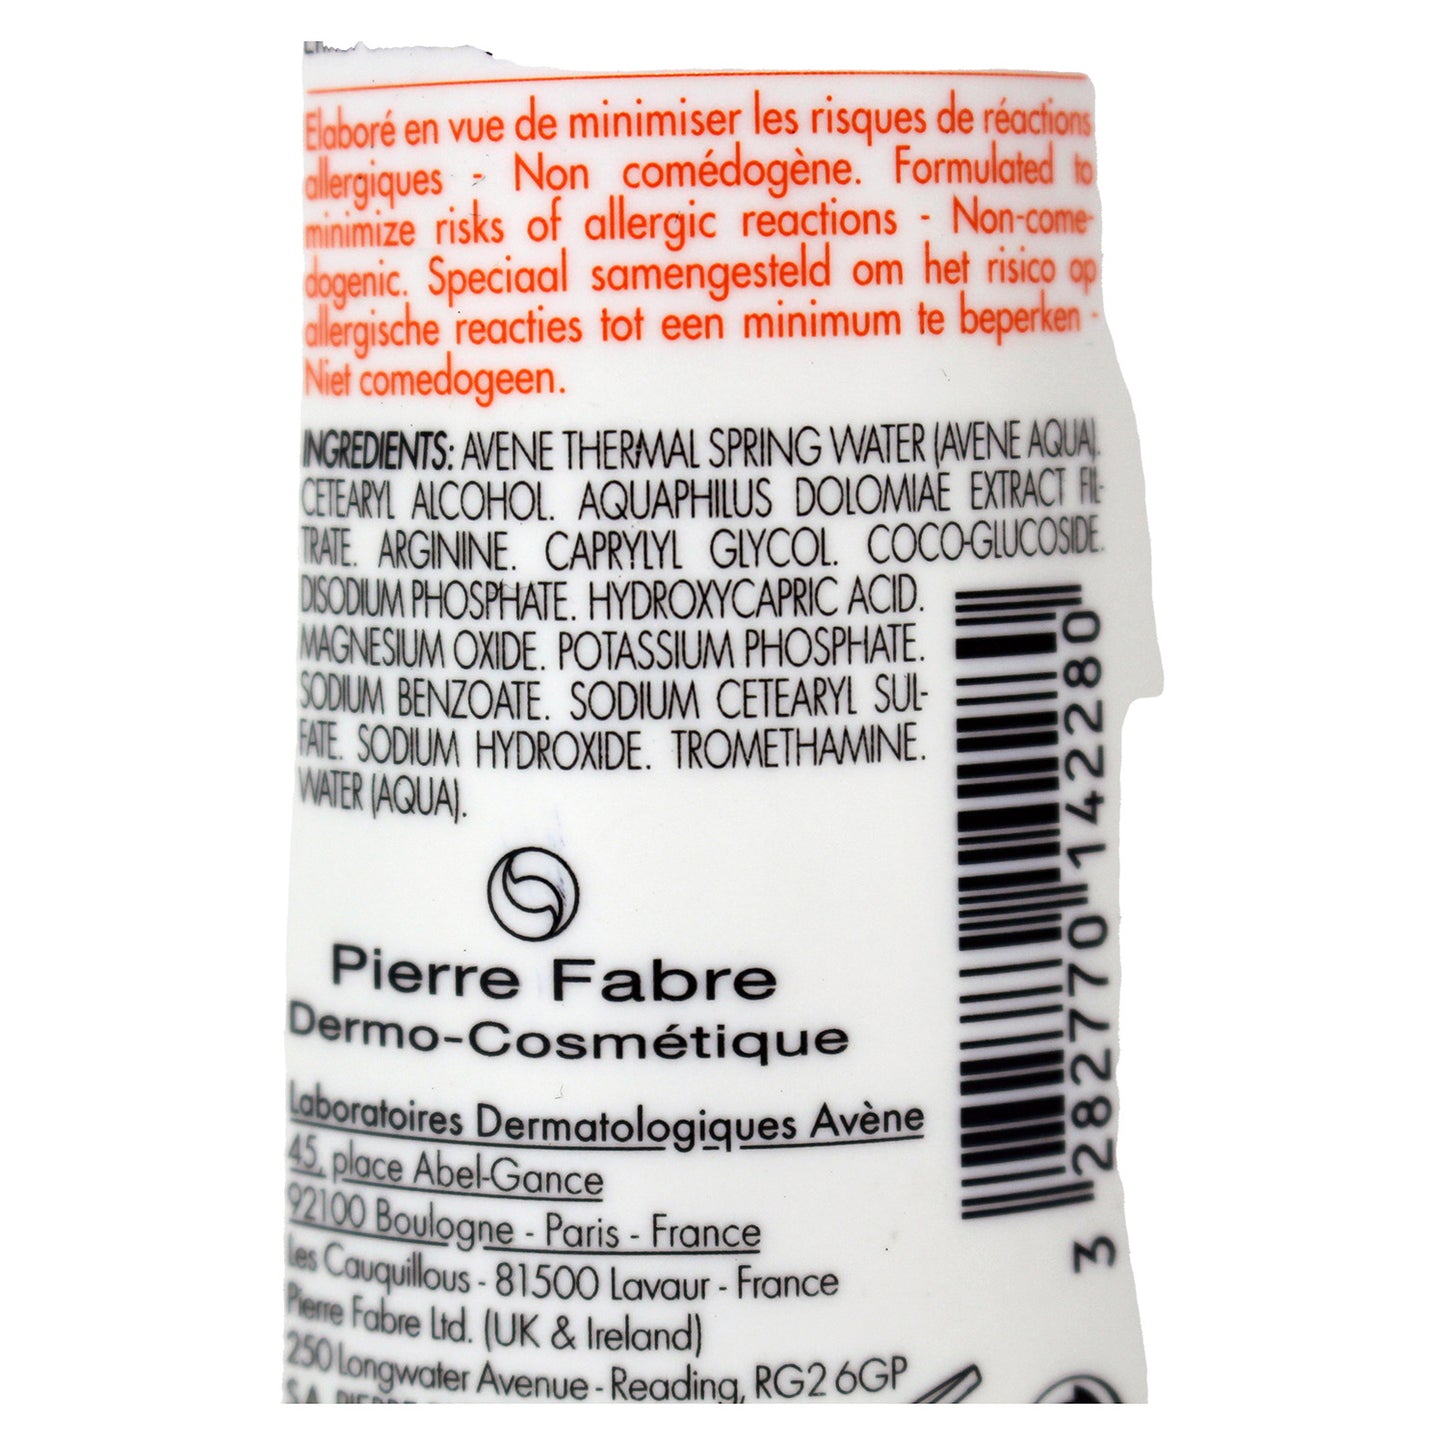 Elaboré en vue de minimiser les risques de réactions
allergiques - Non comédogène. Formulated to
minimize risks of allergic reactions - Non-come-
dogenic. Speciaal samengesteld om het risico op
allergische reacties tot een minimum te beperken -
Niet comedogeen.
INGREDIENTS: AVENE THERMAL SPRING WATER (AVENE AQUA).
CETEARYL ALCOHOL. AQUAPHILUS DOLOMIAE EXTRACT FIL-
TRATE. ARGININE. CAPRYLYL GLYCOL. COCO-GLUCOSIDE.
DISODIUM PHOSPHATE. HYDROXYCAPRIC ACID.
MAGNESIUM OXIDE. POTASSIUM PHOSPHATE.
SODIUM BENZOATE. SODIUM CETEARYL SUL-
FATE. SODIUM HYDROXIDE. TROMETHAMINE.
WATER (AQUA).
Pierre Fabre
Dermo-Cosmétique
Laboratoires Dermatologiques Avène
45, place Abel-Gance
92100 Boulogne - Paris - France
Les Cauquillous - 81500 Lavaur - France
Pierre Fabre Ltd. (UK & Ireland)
250 Longwater Avenue - Reading, RG2 6GP
S.A. PIERRE
3 282770 142280